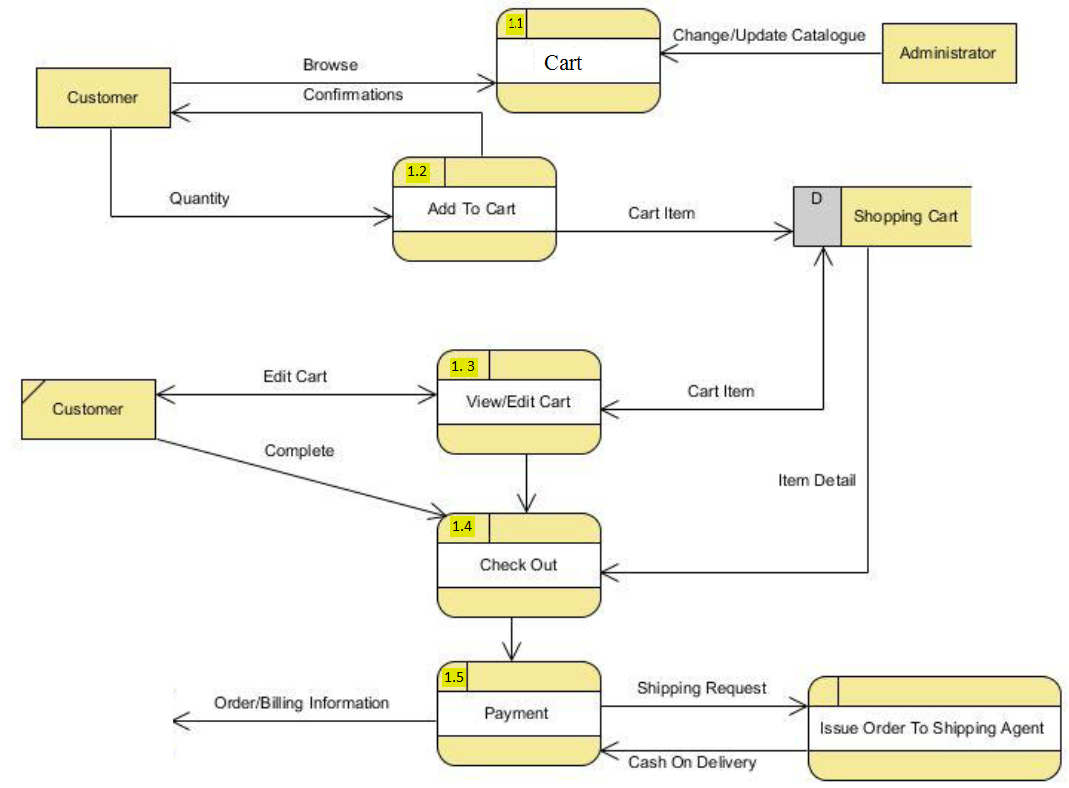 1.1
Change/Update Catalogue
Administrator
Cart
Browse
Customer
Confirmations
1.2
Quantity
Add To Cart
Cart Item
D
Shopping Cart
1. 3
Edit Cart
View/Edit Cart
Cart Item
Customer
Complete
Item Detail
1.4
Check Out
1.5
Shipping Request
Order/Billing Information
Payment
Issue Order To Shipping Agent
Cash On Delivery